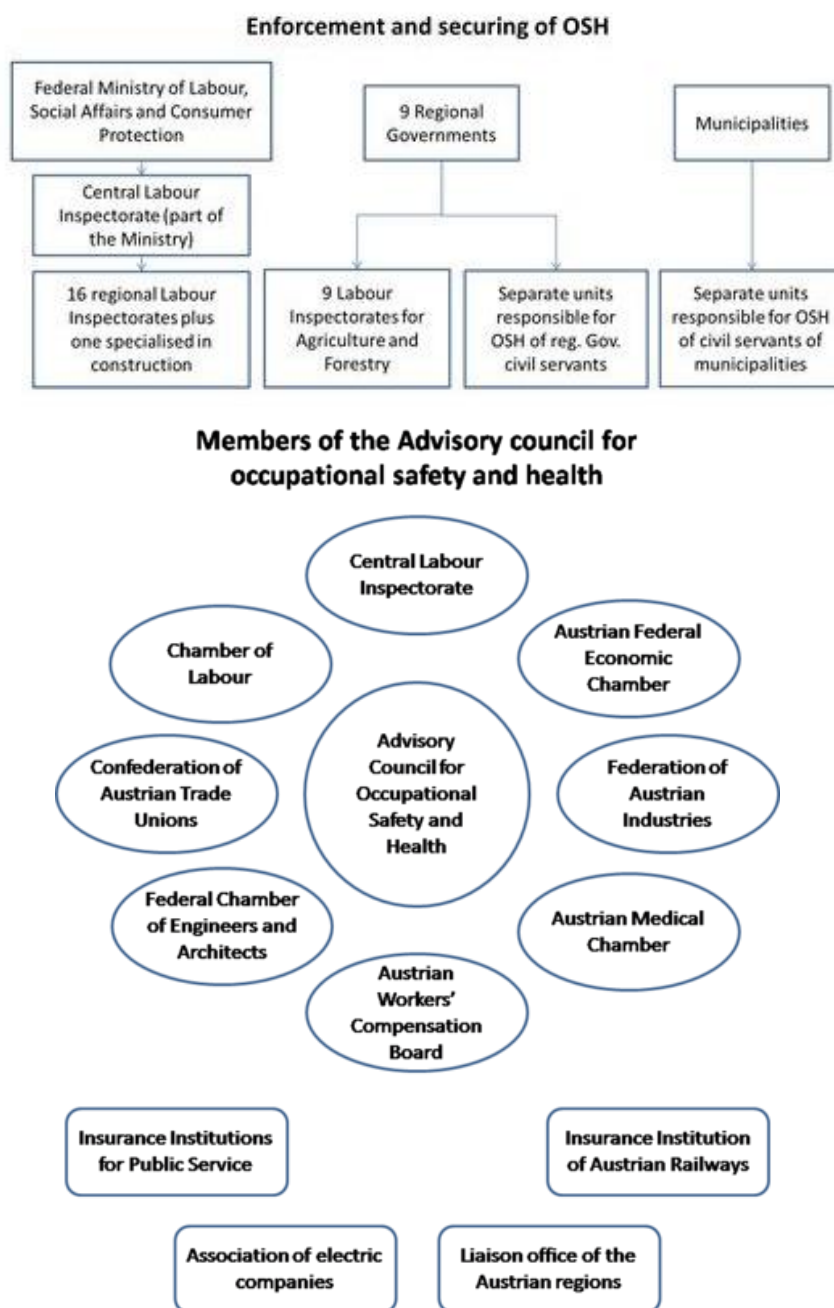 Enforcement and securing of OSH
Federal Ministry of Labour,
Social Affairs and Consumer
Protection
9 Regional
Governments
Municipalities
Central Labour
Inspectorate (part of
the Ministry)
16 regional Labour
Inspectorates plus
one specialised in
construction
9 Labour
Inspectorates for
Agriculture and
Forestry
Separate units
responsible for
OSH of reg. Gov.
civil servants
Separate units
responsible for OSH
of civil servants of
municipalities
Members of the Advisory council for
occupational safety and health
Central Labour
Inspectorate
Chamber of
Labour
Austrian Federal
Economic
Chamber
Advisory
Council for
Occupational
Safety and
Health
Confederation of
Austrian Trade
Unions
Federation of
Austrian
Industries
Federal Chamber
of Engineers and
Architects
Austrian Medical
Chamber
Austrian
Workers'
Compensation
Board
Insurance Institutions
for Public Service
Insurance Institution
of Austrian Railways
Association of electric
companies
Liaison office of the
Austrian regions